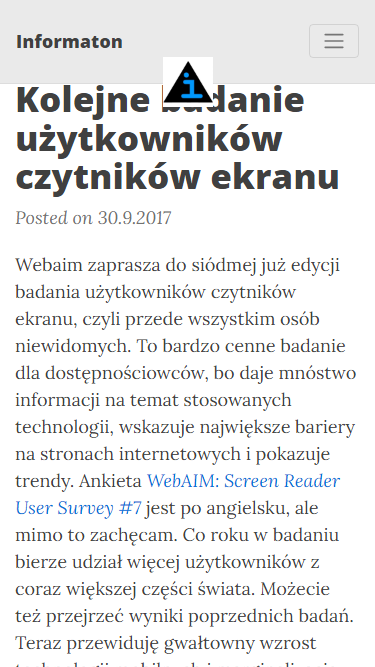 Informaton
Kolejne badanie
użytkowników
czytników ekranu
Posted on 30.9.2017
Webaim zaprasza do siódmej już edycji
badania użytkowników czytników
ekranu, czyli przede wszystkim osób
niewidomych. To bardzo cenne badanie
dla dostępnościowców, bo daje mnóstwo
informacji na temat stosowanych
technologii, wskazuje największe bariery
na stronach internetowych i pokazuje
trendy. Ankieta WebAIM: Screen Reader
User Survey #7 jest po angielsku, ale
mimo to zachęcam. Co roku w badaniu
bierze udział więcej użytkowników z
coraz większej części świata. Możecie
też przejrzeć wyniki poprzednich badań.
Teraz przewiduję gwałtowny wzrost